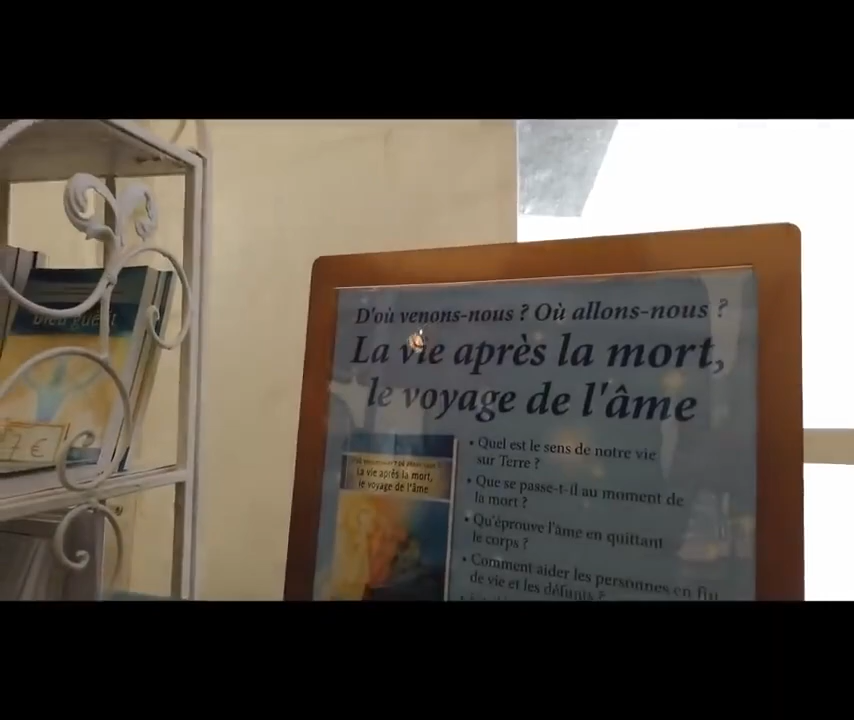 D'où venons-nous ? Où allons-nous ?
La vie après la mort,
le voyage de l'âme
• Quel est le sens de notre vie
sur Terre ?
• Que se passe-t-il au moment de
la mort ?
• Qu'éprouve l'âme en quittant
le corps ?
• Comment aider les personnes en fin
de vie et les défunts ?
La vie après la mort,
le voyage de l'âme
Dieu guérit
7 €